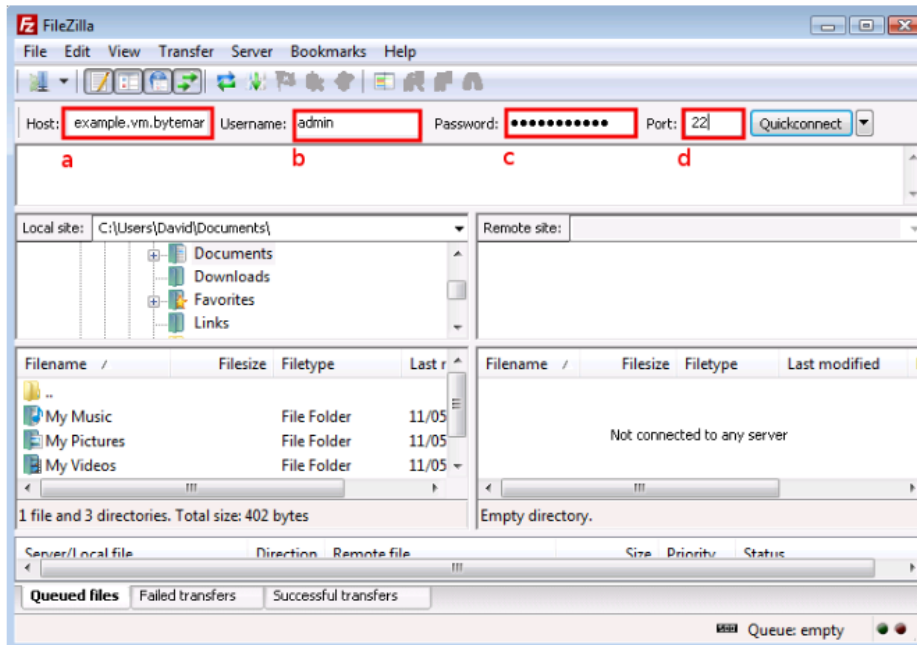 FileZilla
File Edit View Transfer Server Bookmarks Help
Host: example.vm.bytemar Username: admin Password: ●●●●●●●●●●● Port: 22 Quickconnect
a b c d
Local site: C:\Users\David\Documents\ Remote site:
Documents
Downloads
Favorites
Links
Filename / Filesize Filetype Last r Filename / Filesize Filetype Last modified
..
My Music File Folder 11/05
My Pictures File Folder 11/05
My Videos File Folder 11/05
Not connected to any server
1 file and 3 directories. Total size: 402 bytes Empty directory.
Server/Local file Direction Remote file Size Priority Status
Queued files Failed transfers Successful transfers
Queue: empty